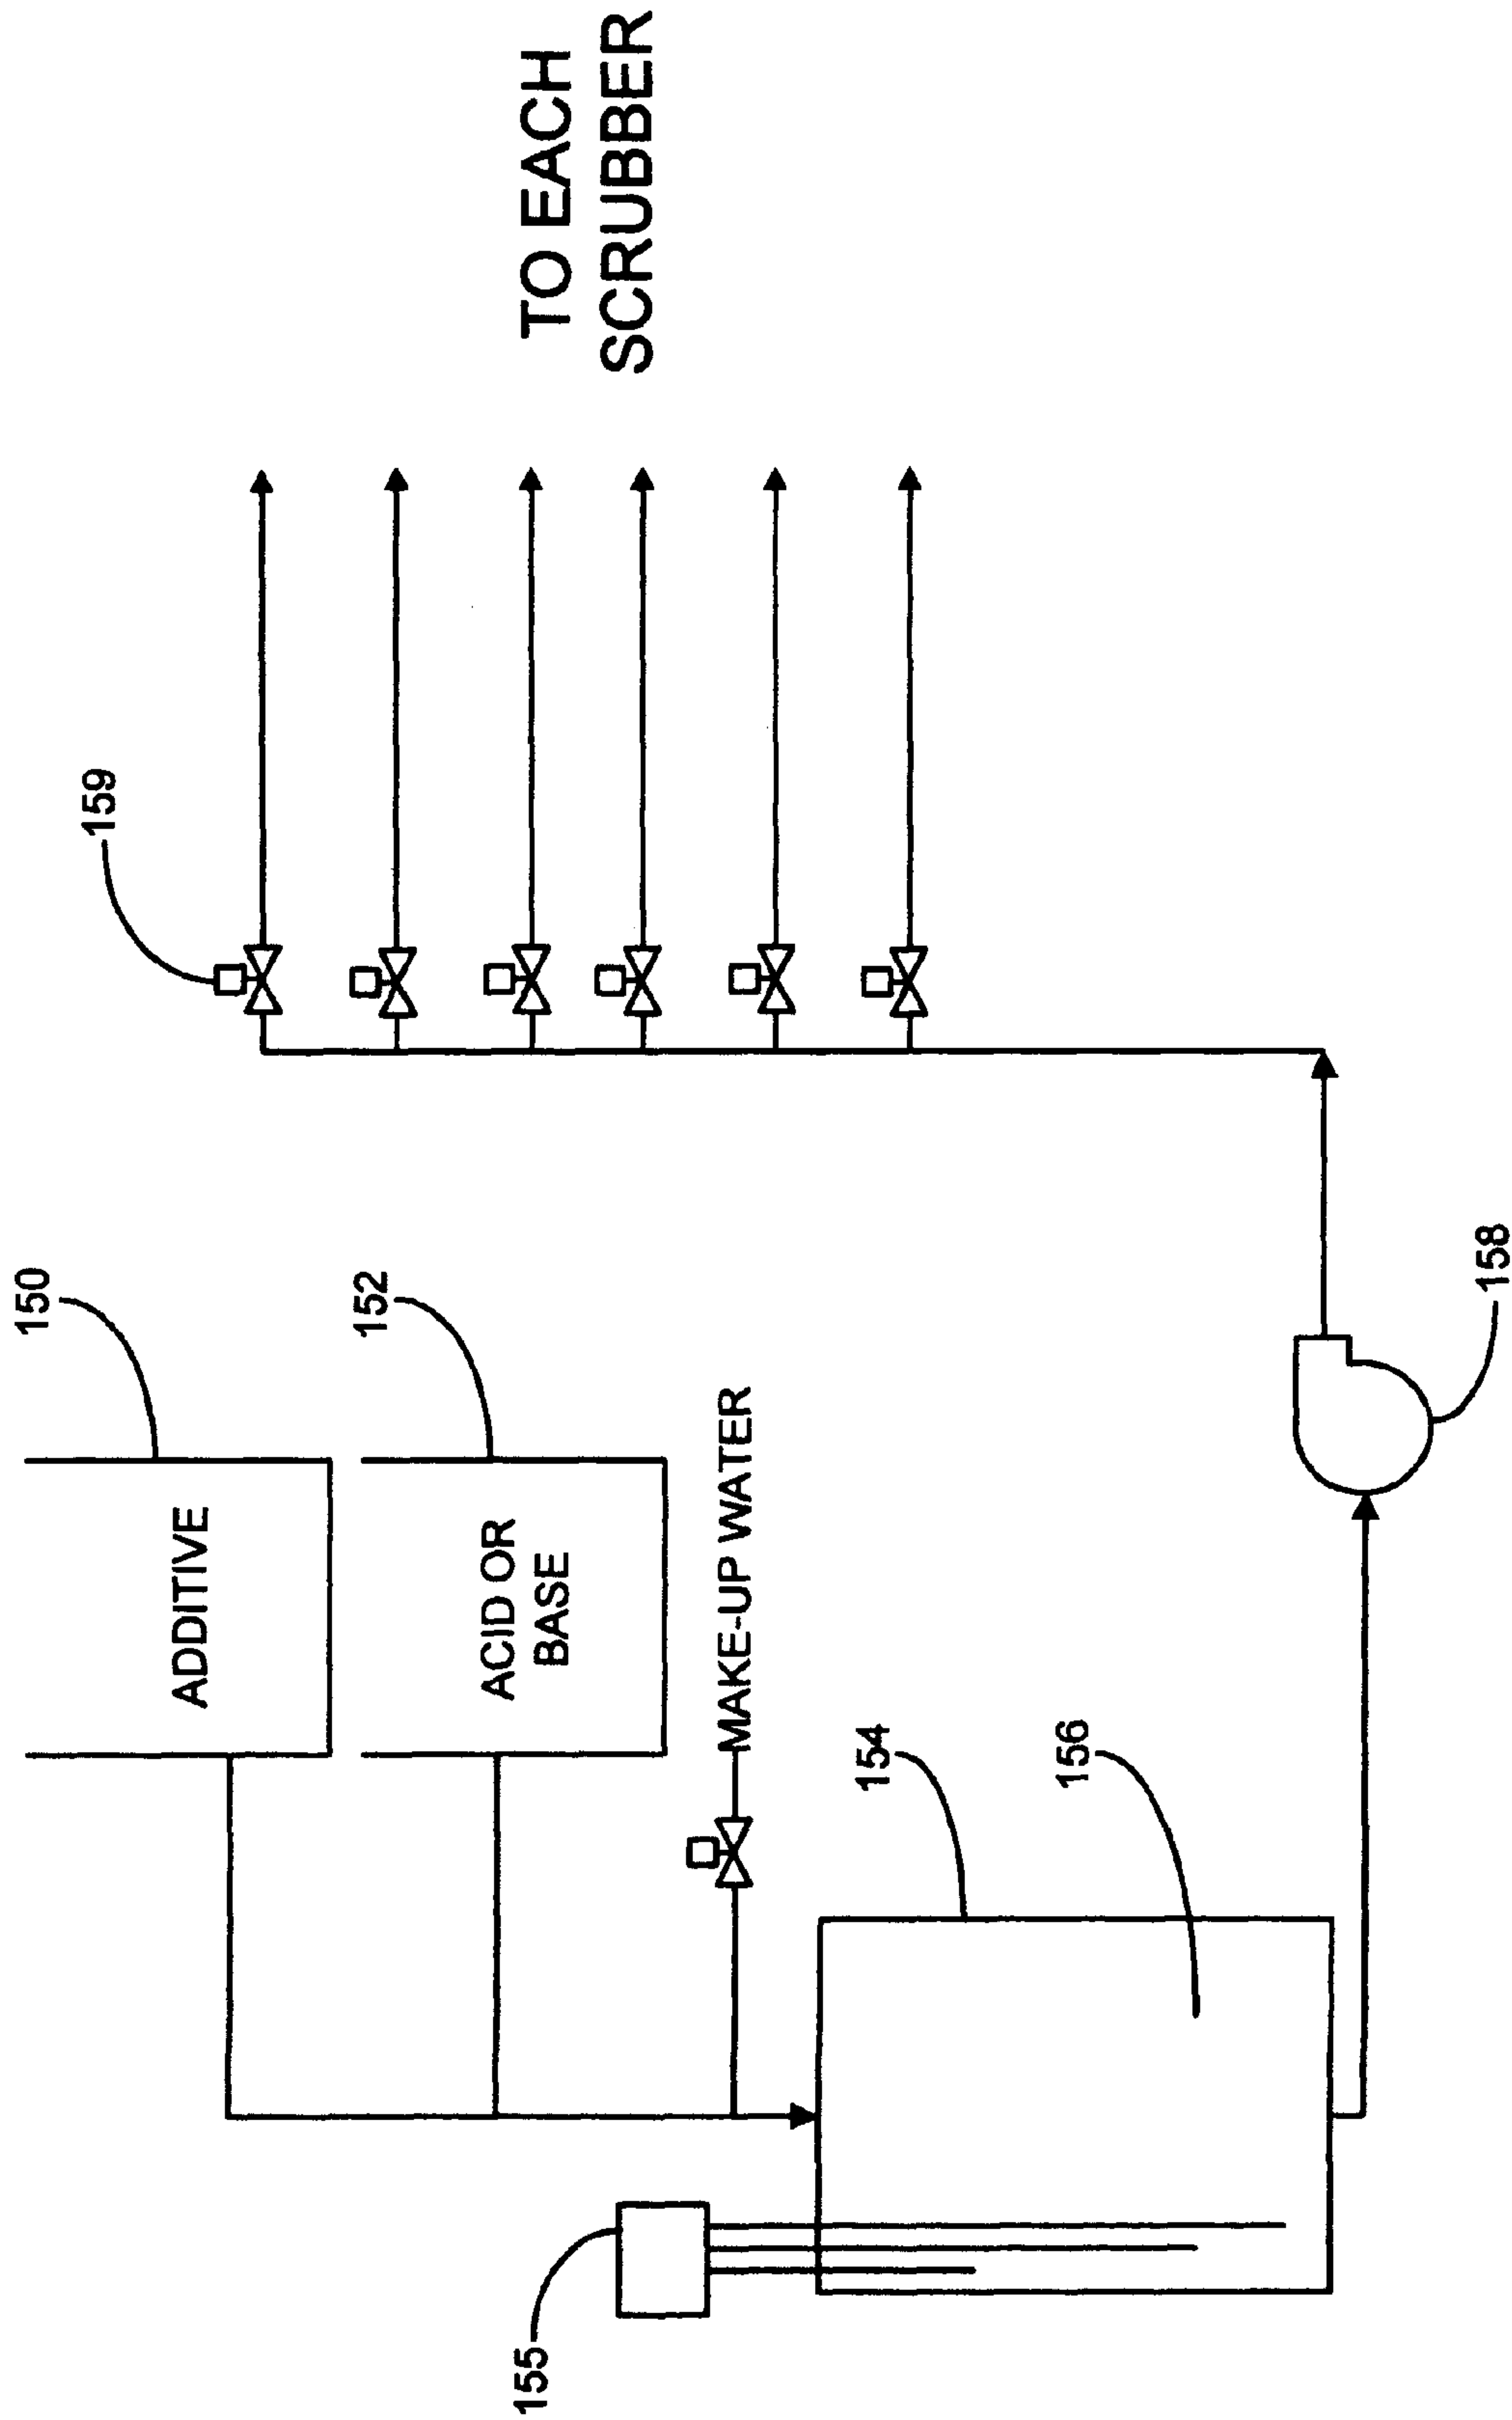 150
ADDITIVE
152
ACID OR
BASE
MAKE-UP WATER
154
156
155
158
159
TO EACH
SCRUBBER